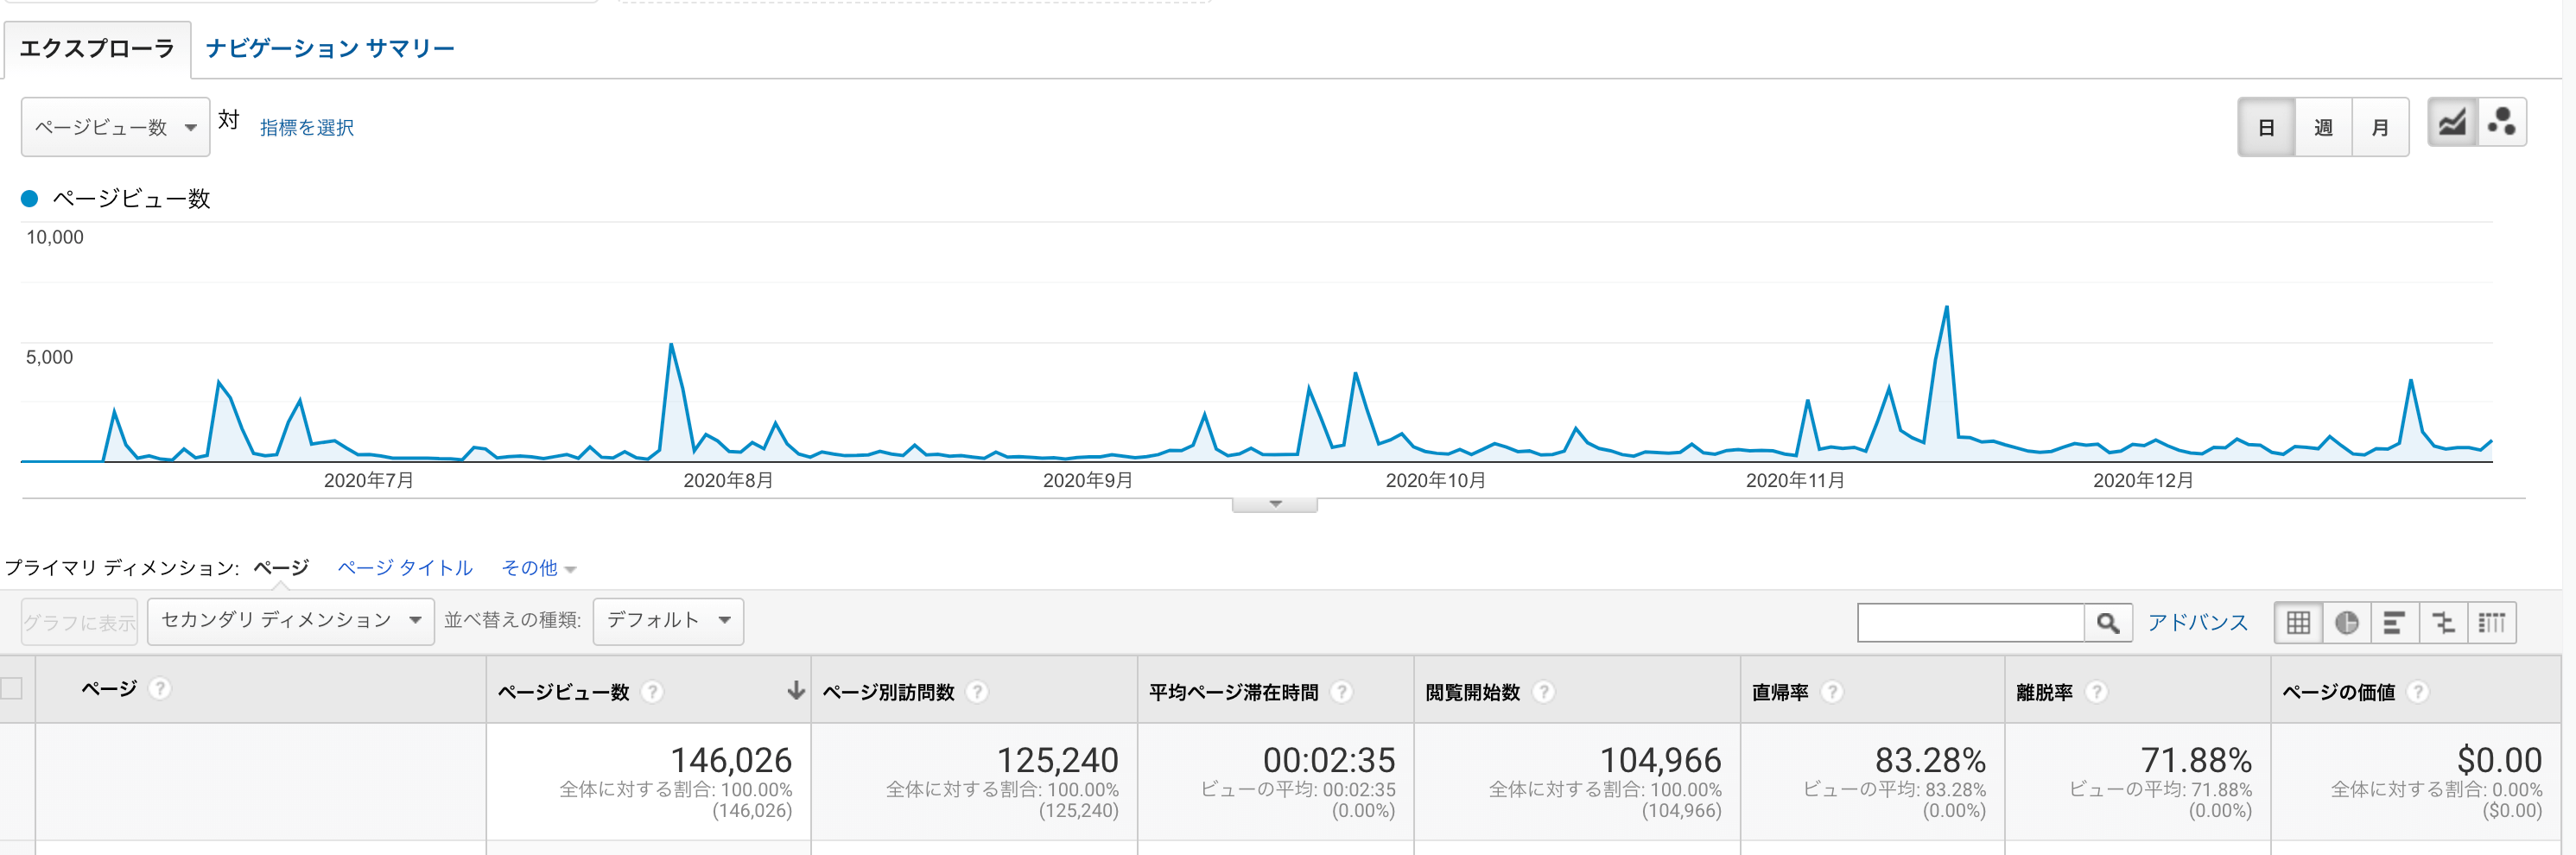 エクスプローラ ナビゲーション サマリー
ページビュー数 対 指標を選択 日 週 月
ページビュー数
10,000
5,000
2020年7月 2020年8月 2020年9月 2020年10月 2020年11月 2020年12月
プライマリ ディメンション: ページ ページ タイトル その他
グラフに表示 セカンダリ ディメンション 並べ替えの種類: デフォルト アドバンス
ページ ? ページビュー数 ? ページ別訪問数 ? 平均ページ滞在時間 ? 閲覧開始数 ? 直帰率 ? 離脱率 ? ページの価値 ?
146,026 125,240 00:02:35 104,966 83.28% 71.88% $0.00
全体に対する割合: 100.00% 全体に対する割合: 100.00% ビューの平均: 00:02:35 全体に対する割合: 100.00% ビューの平均: 83.28% ビューの平均: 71.88% 全体に対する割合: 0.00%
(146,026) (125,240) (0.00%) (104,966) (0.00%) (0.00%) ($0.00)